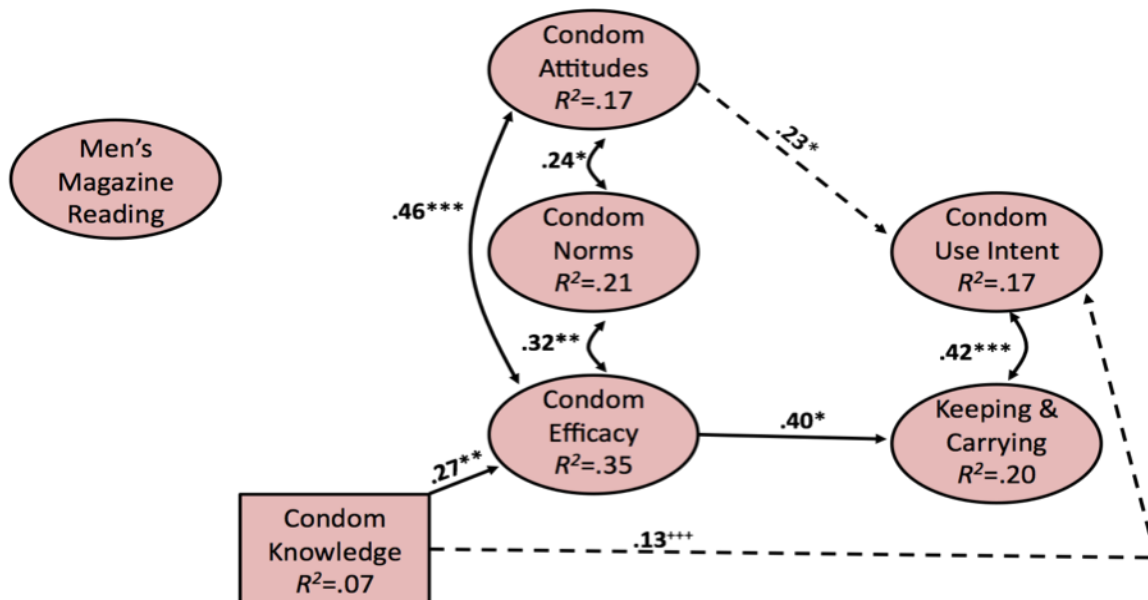 Condom
Attitudes
R²=.17
Men's
Magazine
Reading
.24*
.23*
.46***
Condom
Norms
R²=.21
Condom
Use Intent
R²=.17
.32**
.42***
Condom
Efficacy
R²=.35
.40*
Keeping &
Carrying
R²=.20
.27**
Condom
Knowledge
R²=.07
.13⁺⁺⁺